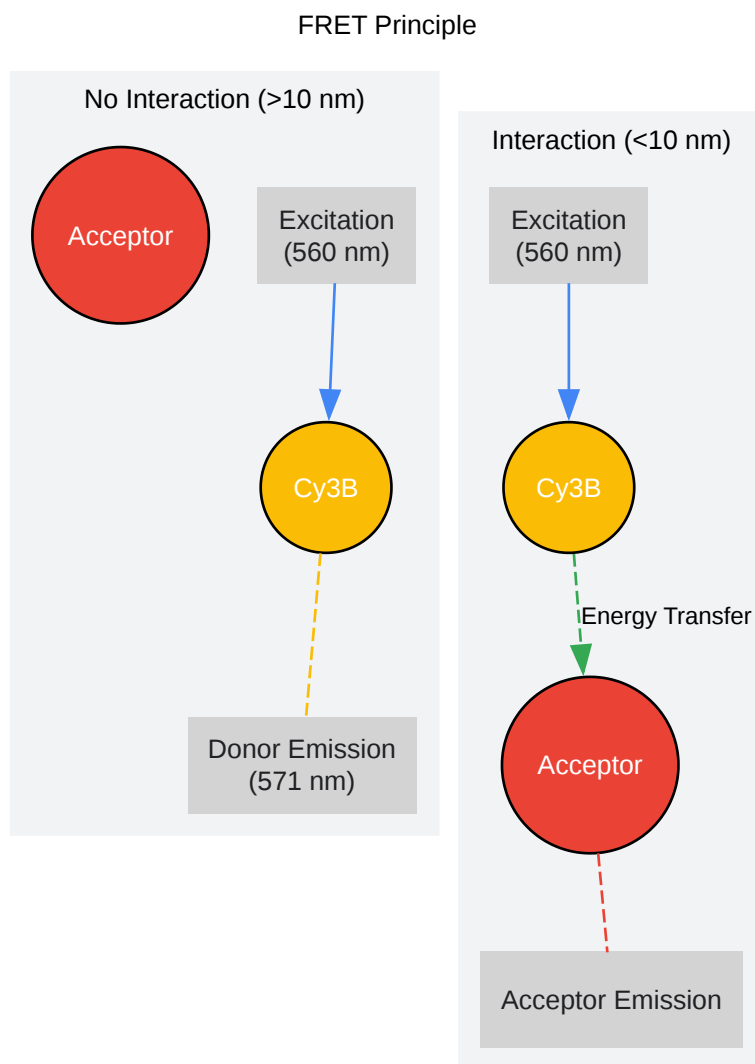 FRET Principle
No Interaction (>10 nm)
Acceptor
Excitation
(560 nm)
Cy3B
Donor Emission
(571 nm)
Interaction (<10 nm)
Excitation
(560 nm)
Cy3B
Energy Transfer
Acceptor
Acceptor Emission